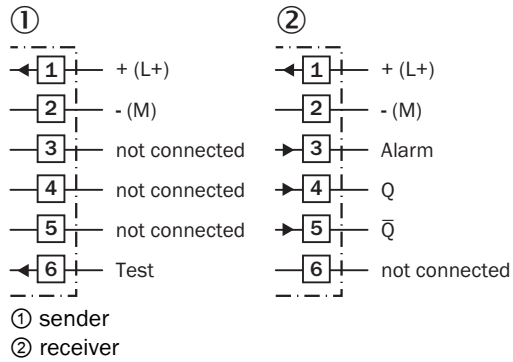 ① ②
1 + (L+) 1 + (L+)
2 - (M) 2 - (M)
3 not connected 3 Alarm
4 not connected 4 Q
5 not connected 5 Q̅
6 Test 6 not connected
① sender
② receiver